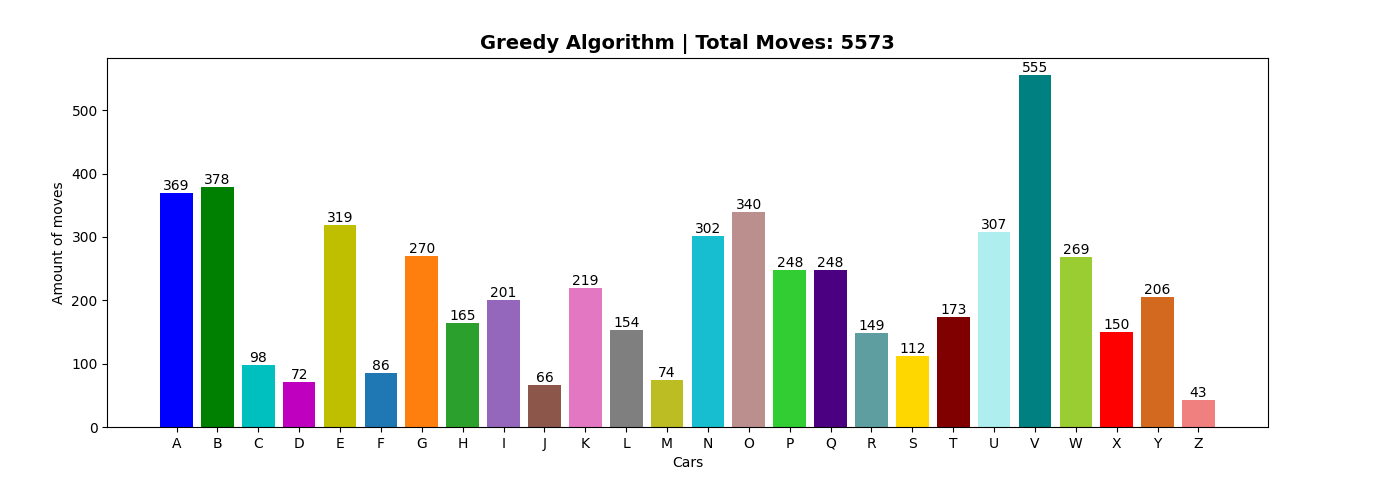 Greedy Algorithm | Total Moves: 5573
Amount of moves
500
400
300
200
100
0
369 378 98 72 319 86 270 165 201 66 219 154 74 302 340 248 248 149 112 173 307 555 269 150 206 43
A B C D E F G H I J K L M N O P Q R S T U V W X Y Z
Cars